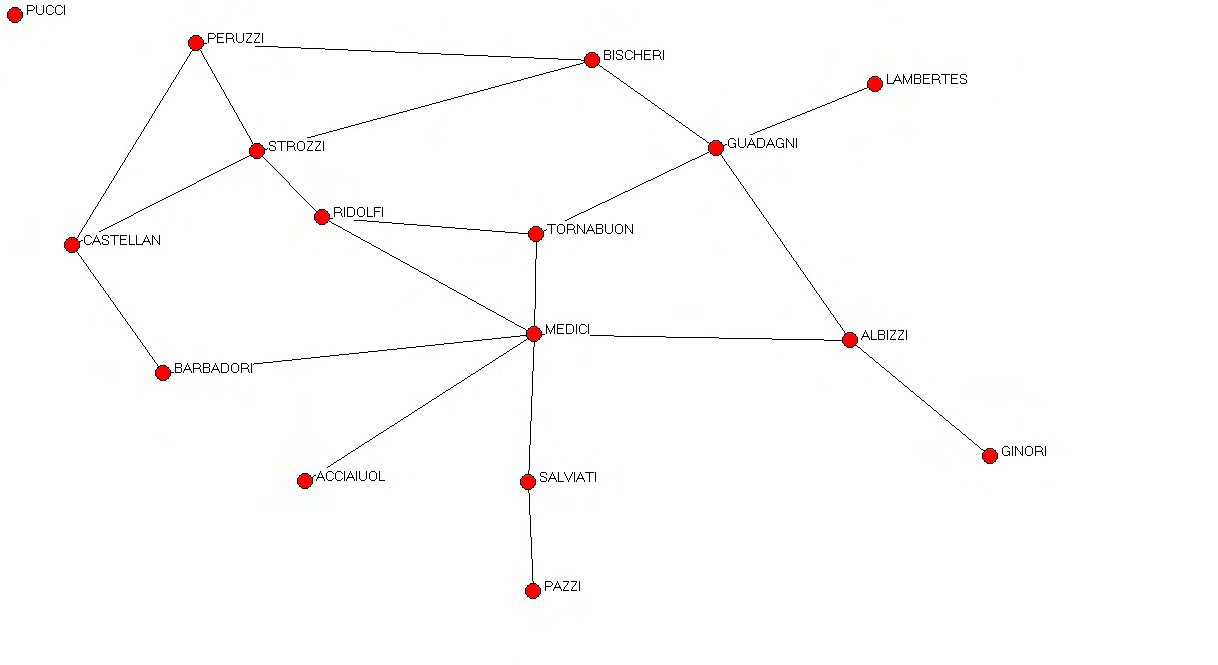 PUCCI
PERUZZI
BISCHERI
LAMBERTES
STROZZI
GUADAGNI
RIDOLFI
TORNABUON
CASTELLAN
MEDICI
ALBIZZI
BARBADORI
GINORI
ACCIAIUOL
SALVIATI
PAZZI